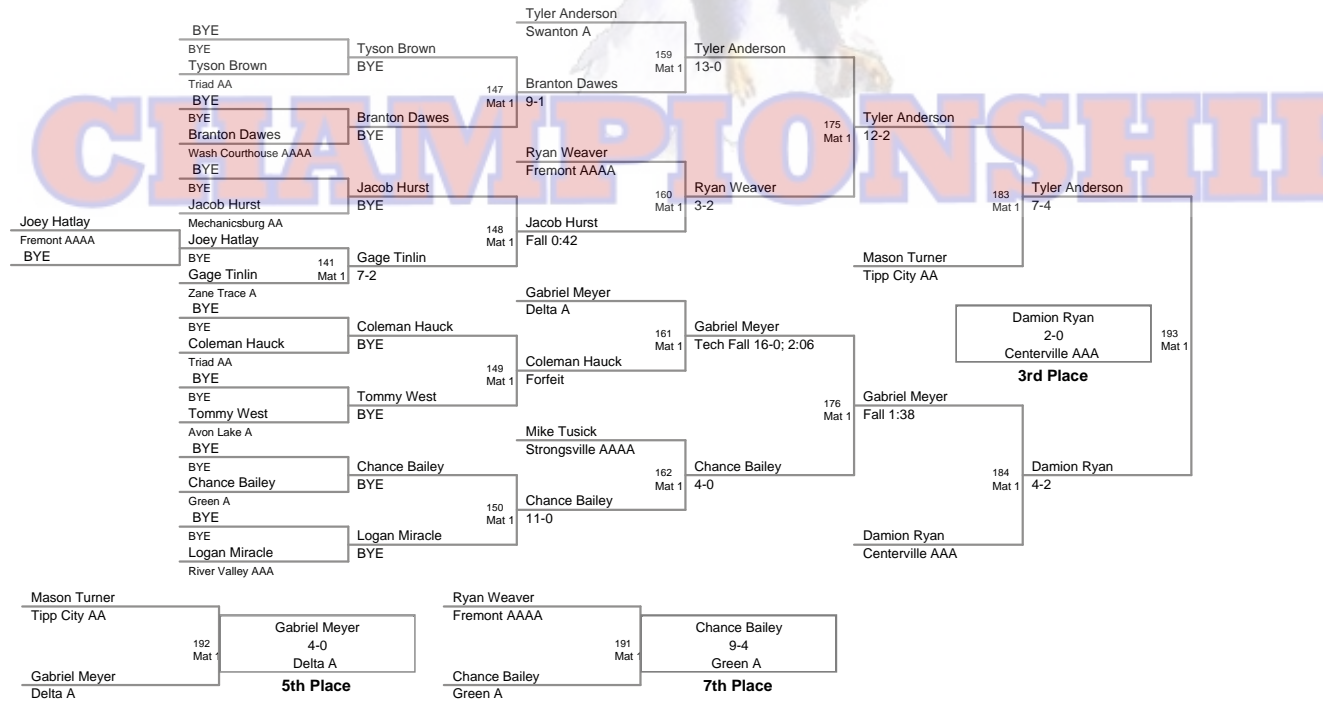 CHAMPIONSHIP
Joey Hatlay
Fremont AAAA
BYE
BYE
BYE
Tyson Brown
Triad AA
BYE
BYE
Branton Dawes
Wash Courthouse AAAA
BYE
BYE
Jacob Hurst
Mechanicsburg AA
Joey Hatlay
BYE
Gage Tinlin
Zane Trace A
141
Mat 1
BYE
BYE
Coleman Hauck
Triad AA
BYE
BYE
Tommy West
Avon Lake A
BYE
BYE
Chance Bailey
Green A
BYE
BYE
Logan Miracle
River Valley AAA
Tyson Brown
BYE
Branton Dawes
BYE
147
Mat 1
Jacob Hurst
BYE
Gage Tinlin
7-2
148
Mat 1
Coleman Hauck
BYE
Tommy West
BYE
149
Mat 1
Chance Bailey
BYE
Logan Miracle
BYE
150
Mat 1
Tyler Anderson
Swanton A
Branton Dawes
9-1
159
Mat 1
Ryan Weaver
Fremont AAAA
Jacob Hurst
Fall 0:42
160
Mat 1
Gabriel Meyer
Delta A
Coleman Hauck
Forfeit
161
Mat 1
Mike Tusick
Strongsville AAAA
Chance Bailey
11-0
162
Mat 1
Tyler Anderson
13-0
Ryan Weaver
3-2
175
Mat 1
Gabriel Meyer
Tech Fall 16-0; 2:06
Chance Bailey
4-0
176
Mat 1
Tyler Anderson
12-2
Mason Turner
Tipp City AA
183
Mat 1
Gabriel Meyer
Fall 1:38
Damion Ryan
Centerville AAA
184
Mat 1
Tyler Anderson
7-4
Damion Ryan
4-2
193
Mat 1
Damion Ryan
2-0
Centerville AAA
3rd Place
Mason Turner
Tipp City AA
Gabriel Meyer
Delta A
192
Mat 1
Gabriel Meyer
4-0
Delta A
5th Place
Ryan Weaver
Fremont AAAA
Chance Bailey
Green A
191
Mat 1
Chance Bailey
9-4
Green A
7th Place